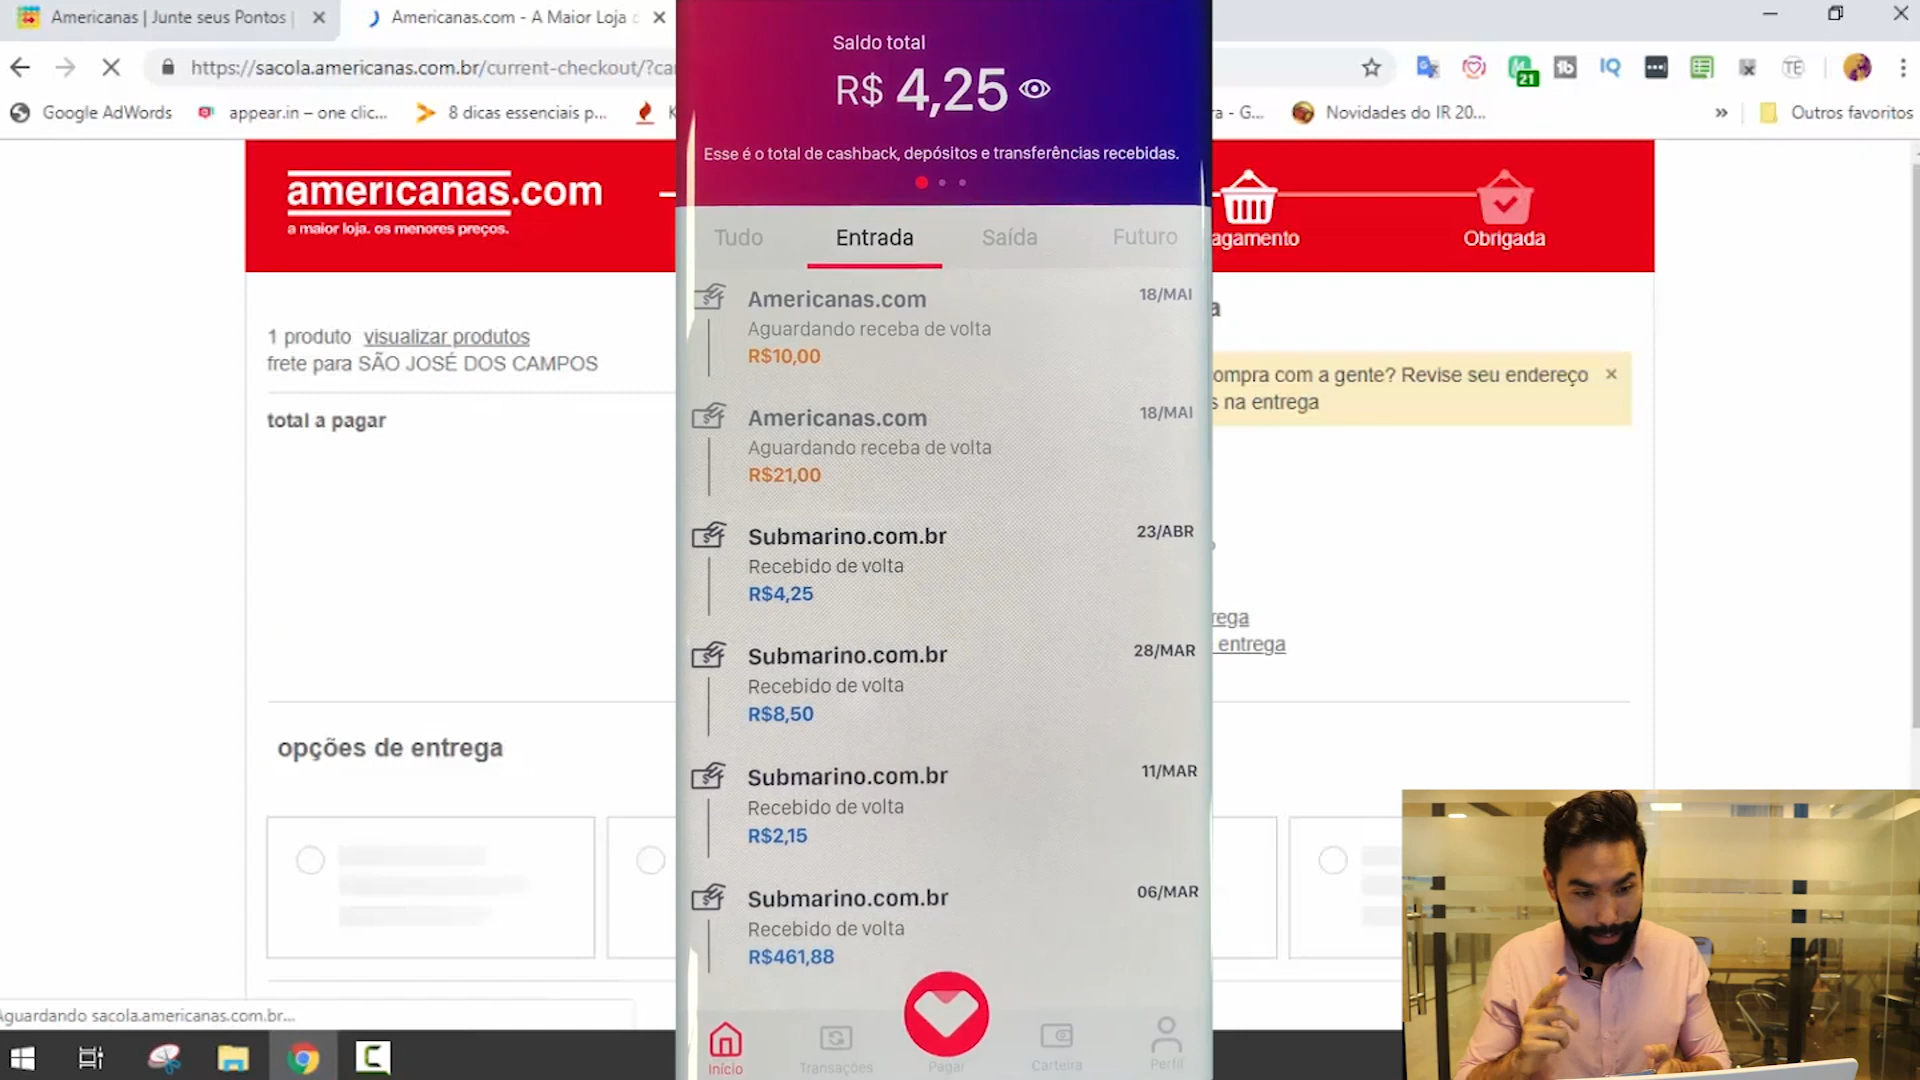 Americanas | Junte seus Pontos |
Americanas.com - A Maior Loja
https://sacola.americanas.com.br/current-checkout/?ca
21
1b
IQ
TE
Google AdWords
appear.in – one clic...
8 dicas essenciais p...
K
ra - G...
Novidades do IR 20...
»
Outros favoritos
americanas.com
a maior loja. os menores preços.
agamento
Obrigada
1 produto visualizar produtos
frete para SÃO JOSÉ DOS CAMPOS
total a pagar
a
ompra com a gente? Revise seu endereço
s na entrega
rega
entrega
opções de entrega
Aguardando sacola.americanas.com.br...
Saldo total
R$ 4,25
Esse é o total de cashback, depósitos e transferências recebidas.
Tudo Entrada Saída Futuro
Americanas.com 18/MAI
Aguardando receba de volta
R$10,00
Americanas.com 18/MAI
Aguardando receba de volta
R$21,00
Submarino.com.br 23/ABR
Recebido de volta
R$4,25
Submarino.com.br 28/MAR
Recebido de volta
R$8,50
Submarino.com.br 11/MAR
Recebido de volta
R$2,15
Submarino.com.br 06/MAR
Recebido de volta
R$461,88
Início Transações Pagar Carteira Perfil